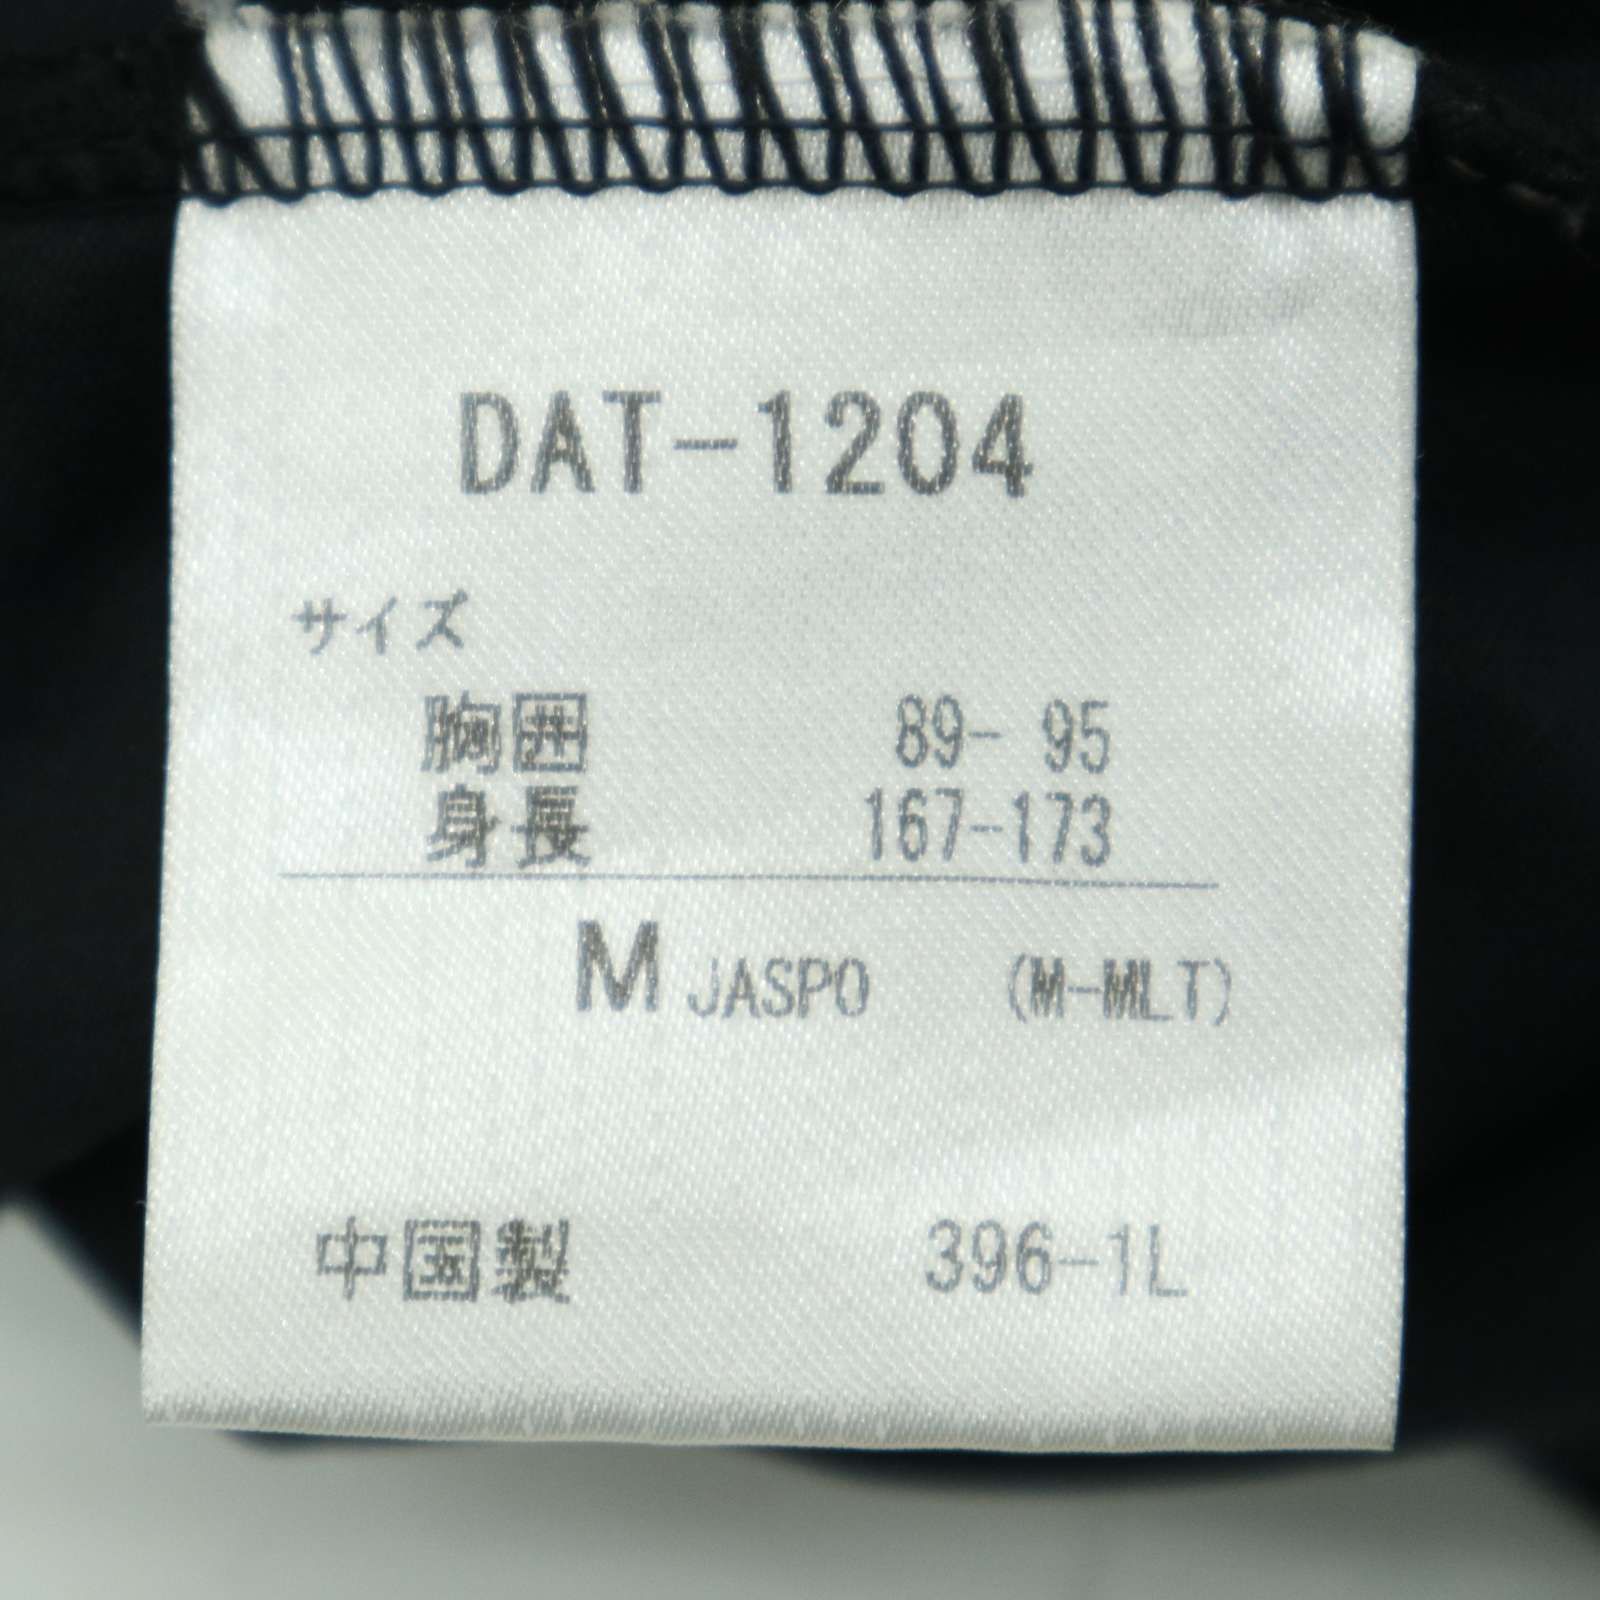 DAT-1204
サイズ
胸囲 89- 95
身長 167-173
M JASPO (M-MLT)
中国製 396-1L